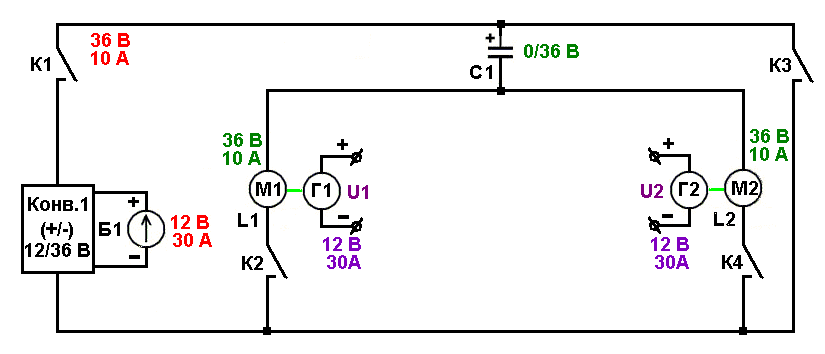 К1
36 В
10 А
+
С1
0/36 В
К3
36 В
10 А
М1
Г1
+
–
U1
L1
12 В
30А
К2
36 В
10 А
+
–
U2
Г2
М2
L2
12 В
30А
К4
Конв.1
(+/-)
12/36 В
+
Б1
–
12 В
30 А